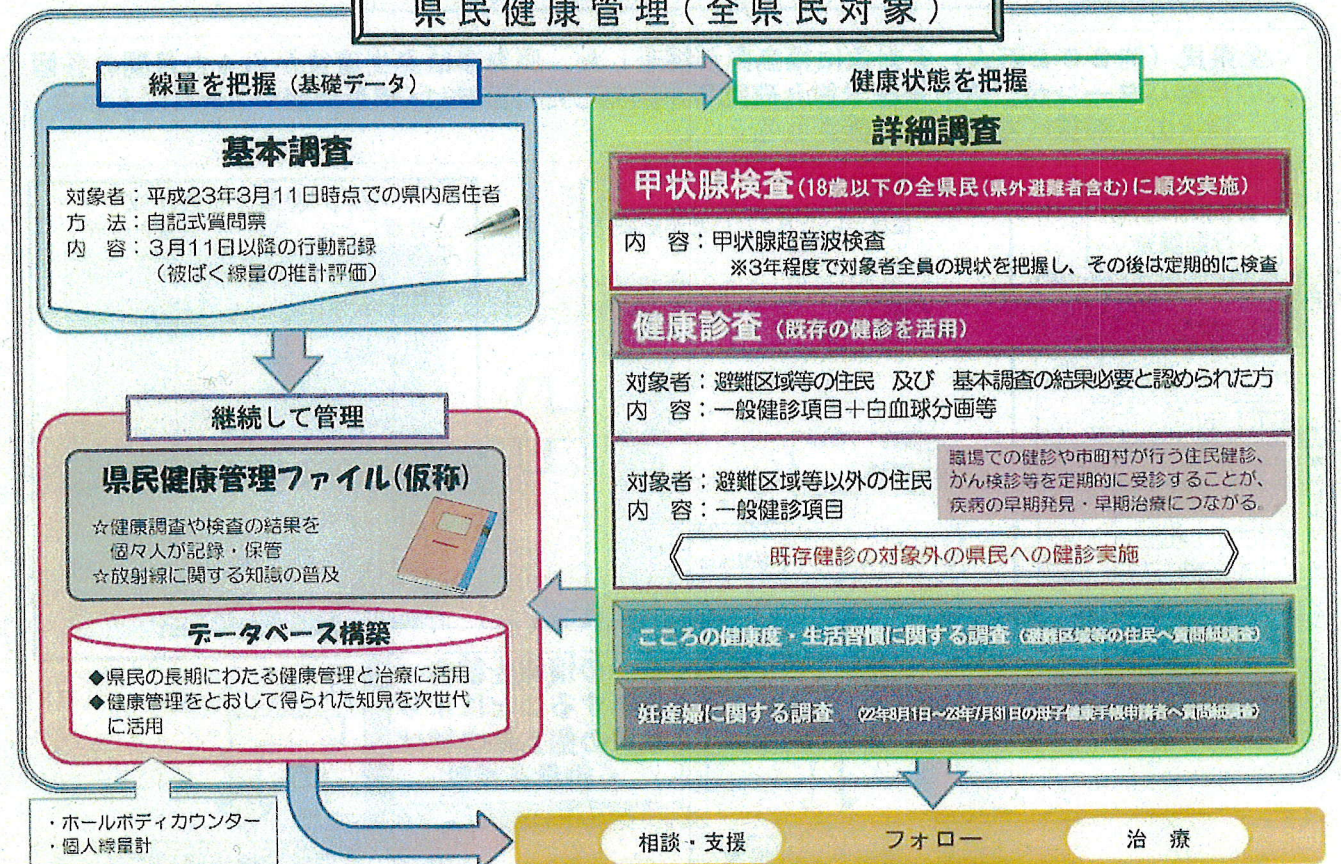 県民健康管理(全県民対象)
線量を把握(基礎データ)
基本調査
対象者：平成23年3月11日時点での県内居住者
方　法：自記式質問票
内　容：3月11日以降の行動記録
（被ばく線量の推計評価）
継続して管理
県民健康管理ファイル(仮称)
☆健康調査や検査の結果を
個々人が記録・保管
☆放射線に関する知識の普及
データベース構築
◆県民の長期にわたる健康管理と治療に活用
◆健康管理をとおして得られた知見を次世代
に活用
・ホールボディカウンター
・個人線量計
健康状態を把握
詳細調査
甲状腺検査(18歳以下の全県民(県外避難者含む)に順次実施)
内　容：甲状腺超音波検査
※3年程度で対象者全員の現状を把握し、その後は定期的に検査
健康診査（既存の健診を活用）
対象者：避難区域等の住民　及び　基本調査の結果必要と認められた方
内　容：一般健診項目＋白血球分画等
対象者：避難区域等以外の住民
内　容：一般健診項目
職場での健診や市町村が行う住民健診、
がん検診等を定期的に受診することが、
疾病の早期発見・早期治療につながる。
既存健診の対象外の県民への健診実施
こころの健康度・生活習慣に関する調査（避難区域等の住民へ質問紙調査）
妊産婦に関する調査（22年8月1日～23年7月31日の母子健康手帳申請者へ質問紙調査）
相談・支援　フォロー　治　療